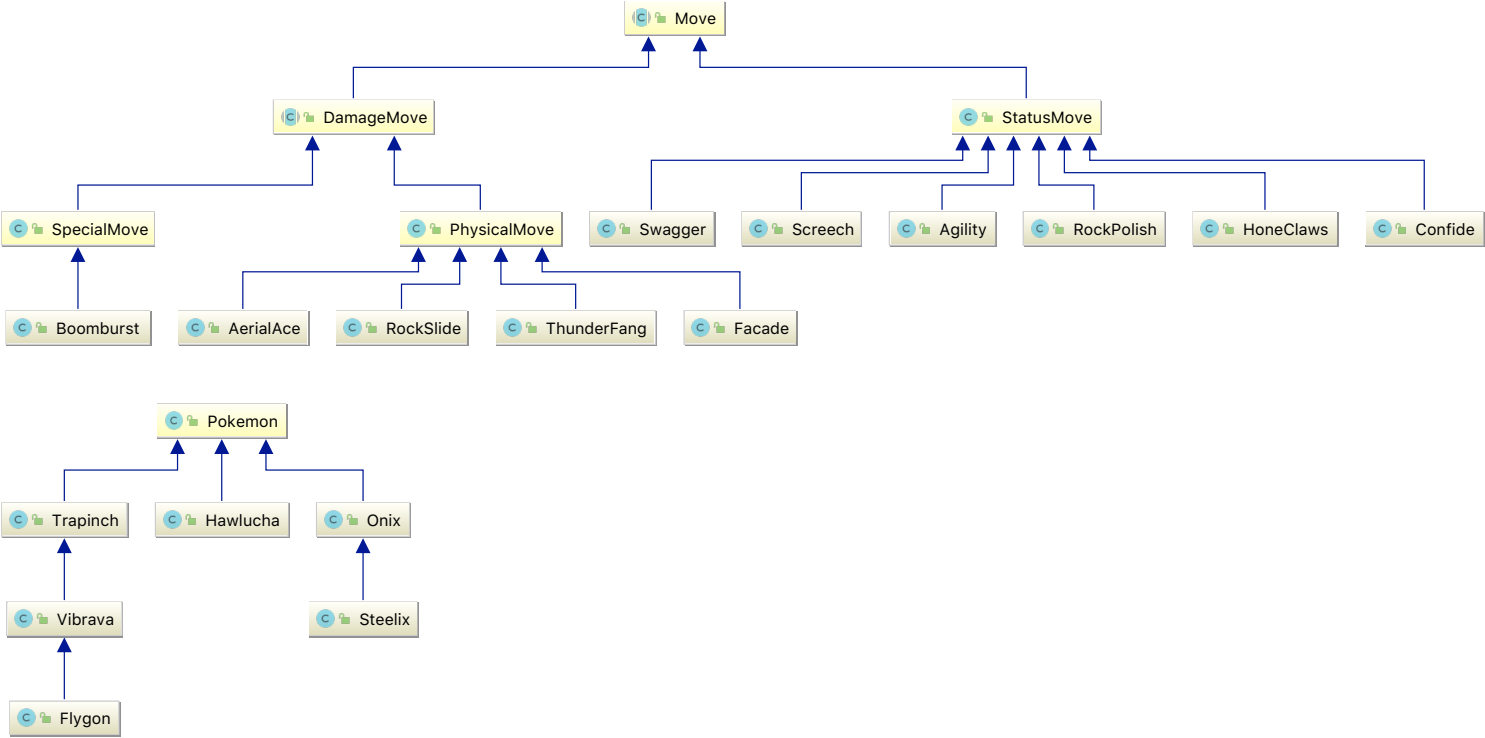 Move
DamageMove
StatusMove
SpecialMove
PhysicalMove
Swagger
Screech
Agility
RockPolish
HoneClaws
Confide
Boomburst
AerialAce
RockSlide
ThunderFang
Facade
Pokemon
Trapinch
Hawlucha
Onix
Vibrava
Steelix
Flygon